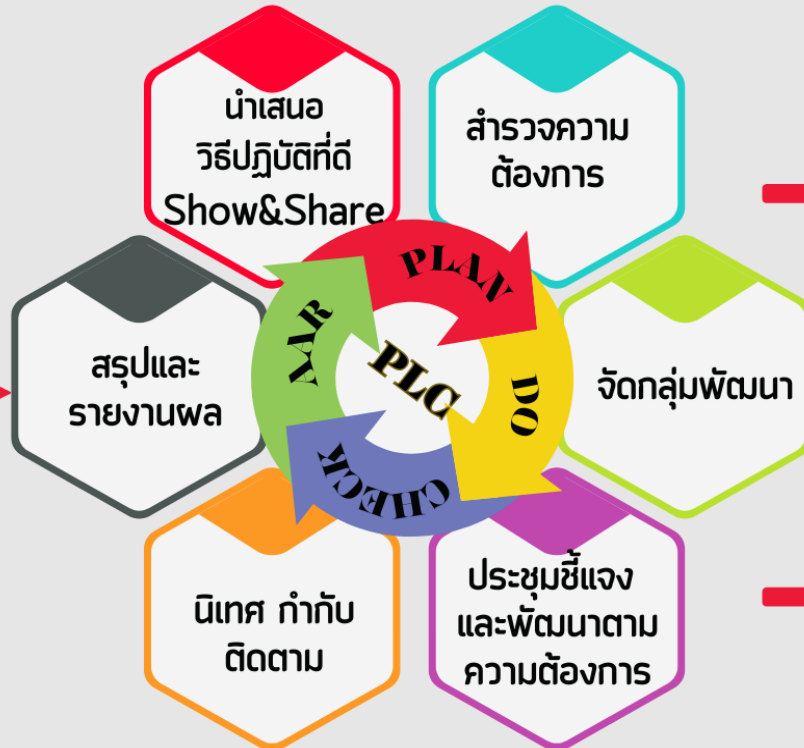 นำเสนอ
วิธีปฏิบัติที่ดี
Show&Share
สำรวจความ
ต้องการ
สรุปและ
รายงานผล
PLAN
DO
CHECK
AAR
PLC
จัดกลุ่มพัฒนา
นิเทศ กำกับ
ติดตาม
ประชุมชี้แจง
และพัฒนาตาม
ความต้องการ